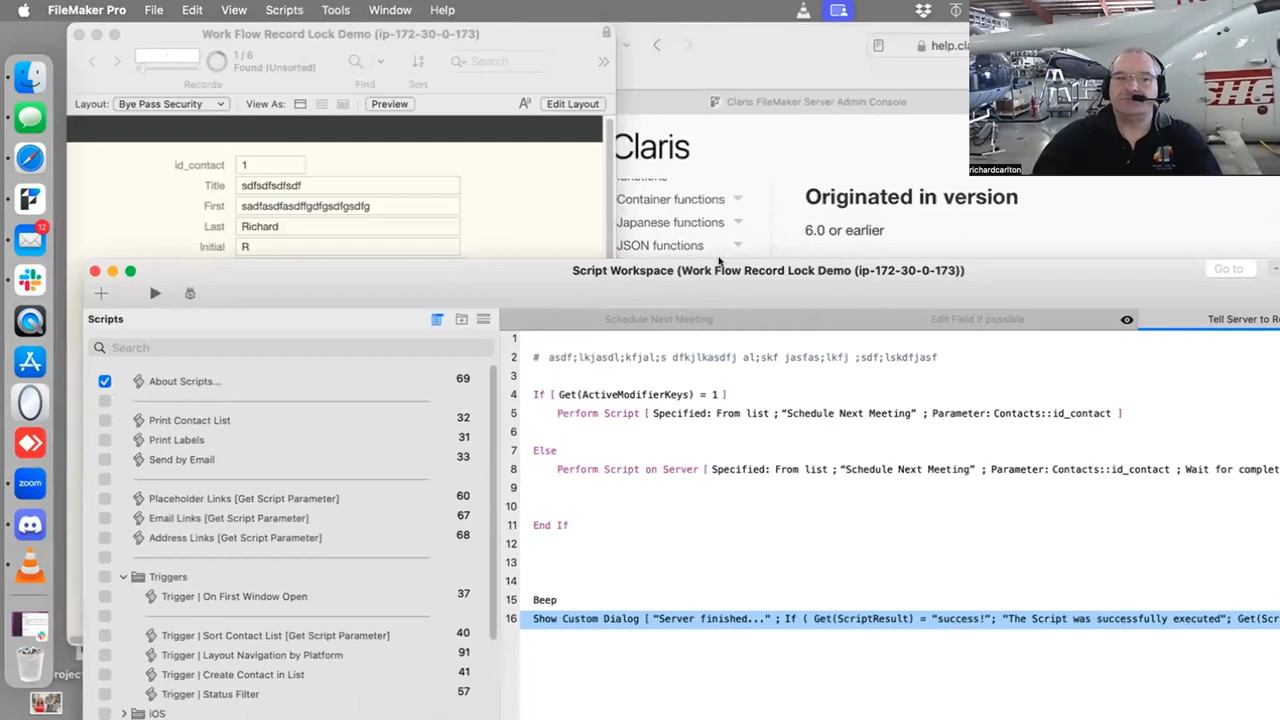 FileMaker Pro File Edit View Scripts Tools Window Help
Work Flow Record Lock Demo (ip-172-30-0-173)
1/6
Found (Unsorted)
Records
Find
Sort
Search
Layout: Bye Pass Security View As: Preview Edit Layout
id_contact 1
Title sdfsdfsdfsdf
First sadfasdfasdffgdfgsdfgsdfg
Last Richard
Initial R
help.cla
Claris FileMaker Server Admin Console
Claris
functions
Container functions
Japanese functions
JSON functions
Originated in version
6.0 or earlier
richardcarlton
12
zoom
Script Workspace (Work Flow Record Lock Demo (ip-172-30-0-173))
Go to
Scripts
Schedule Next Meeting
Edit Field if possible
Tell Server to Re
Search
About Scripts... 69
Print Contact List 32
Print Labels 31
Send by Email 33
Placeholder Links [Get Script Parameter] 60
Email Links [Get Script Parameter] 67
Address Links [Get Script Parameter] 68
Triggers
Trigger | On First Window Open 37
Trigger | Sort Contact List [Get Script Parameter] 40
Trigger | Layout Navigation by Platform 91
Trigger | Create Contact in List 41
Trigger | Status Filter 57
iOS
1
2 # asdf;lkjasdl;kfjal;s dfkjlkasdfj al;skf jasfas;lkfj ;sdf;lskdfjasf
3
4 If [ Get(ActiveModifierKeys) = 1 ]
5 Perform Script [ Specified: From list ; “Schedule Next Meeting” ; Parameter: Contacts::id_contact ]
6
7 Else
8 Perform Script on Server [ Specified: From list ; “Schedule Next Meeting” ; Parameter: Contacts::id_contact ; Wait for complet
9
10
11 End If
12
13
14
15 Beep
16 Show Custom Dialog [ "Server finished..." ; If ( Get(ScriptResult) = "success!"; "The Script was successfully executed"; Get(Scr